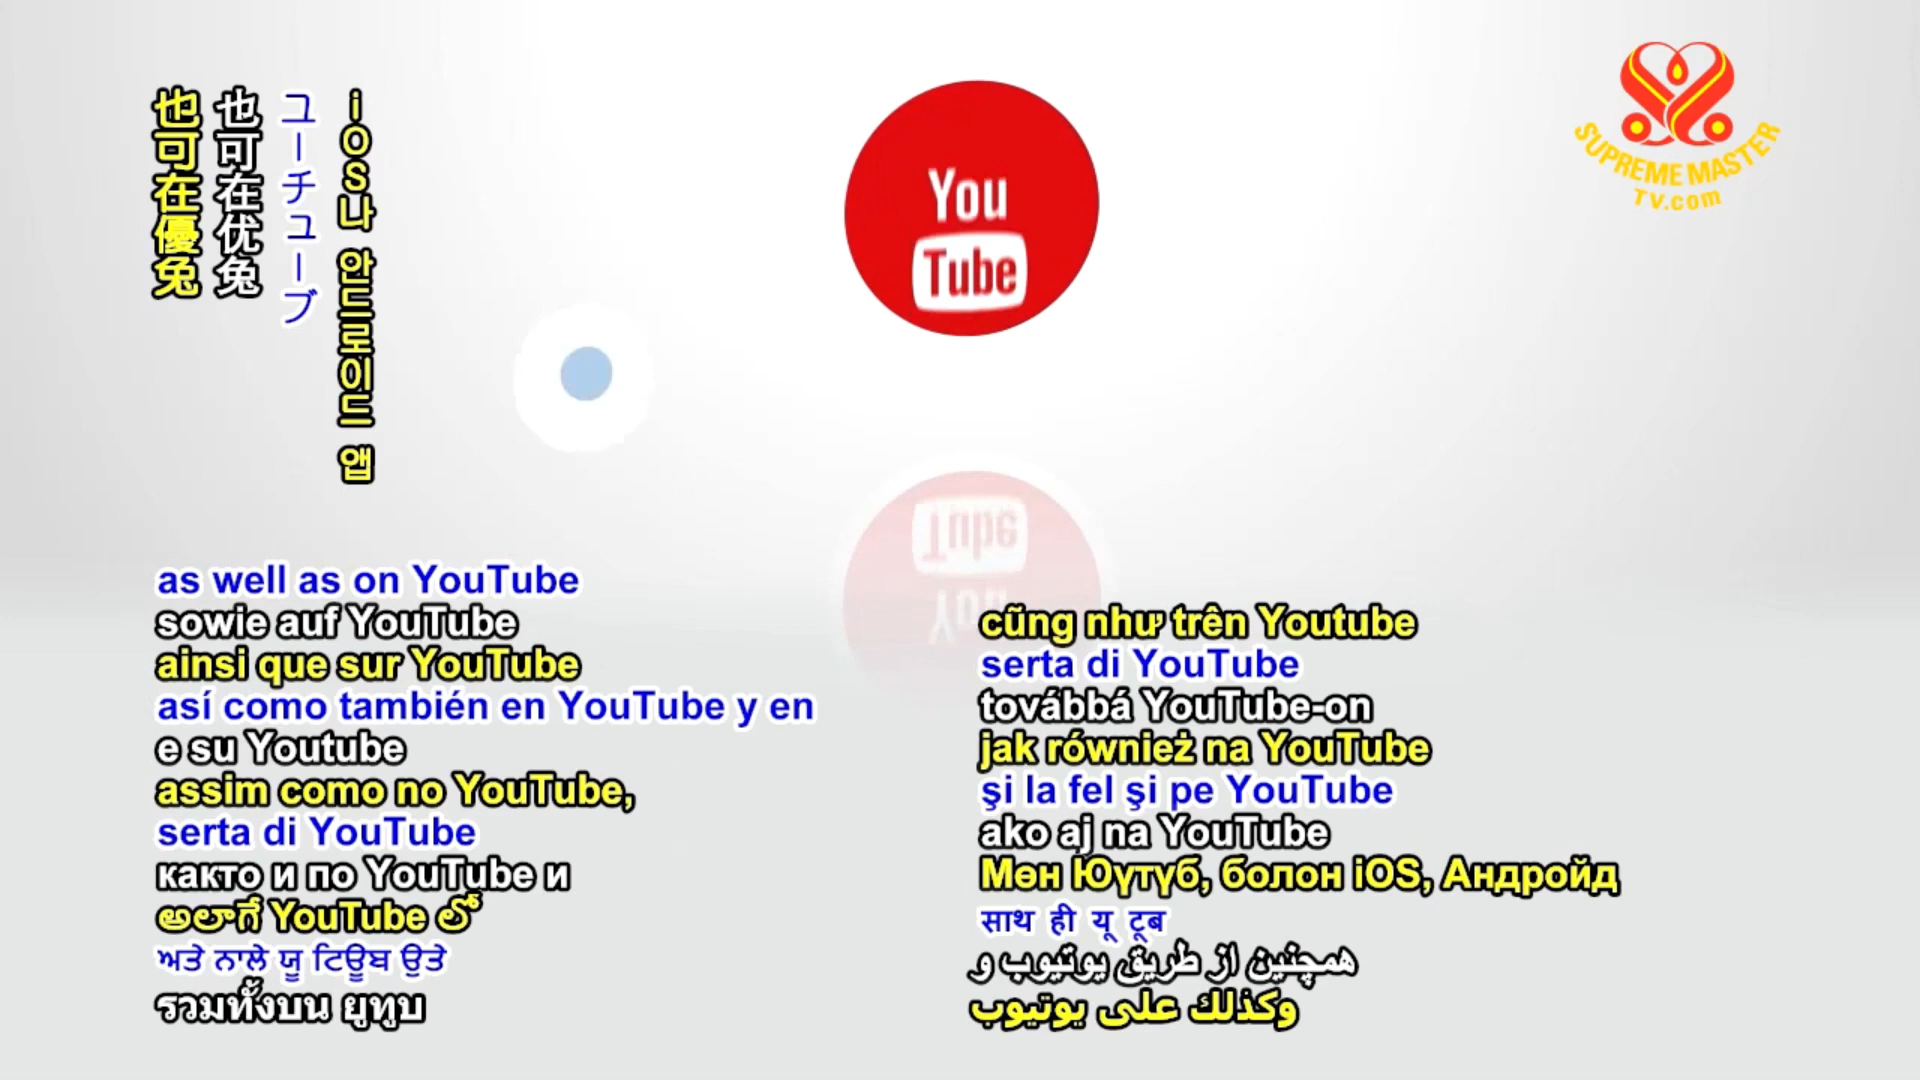 也可在優兔
也可在优兔
ユーチューブ
iOS나 안드로이드 앱
You
Tube
SUPREME MASTER
TV.com
as well as on YouTube
sowie auf YouTube
ainsi que sur YouTube
así como también en YouTube y en
e su Youtube
assim como no YouTube,
serta di YouTube
както и по YouTube и
అలాగే YouTube లో
ਅਤੇ ਨਾਲੇ ਯੂ ਟਿਊਬ ਉਤੇ
รวมทั้งบน ยูทูบ
cũng như trên Youtube
serta di YouTube
továbbá YouTube-on
jak również na YouTube
şi la fel şi pe YouTube
ako aj na YouTube
Мөн Юүтүб, болон iOS, Андройд
साथ ही यू टूब
همچنین از طریق یوتیوب و
وكذلك على يوتيوب